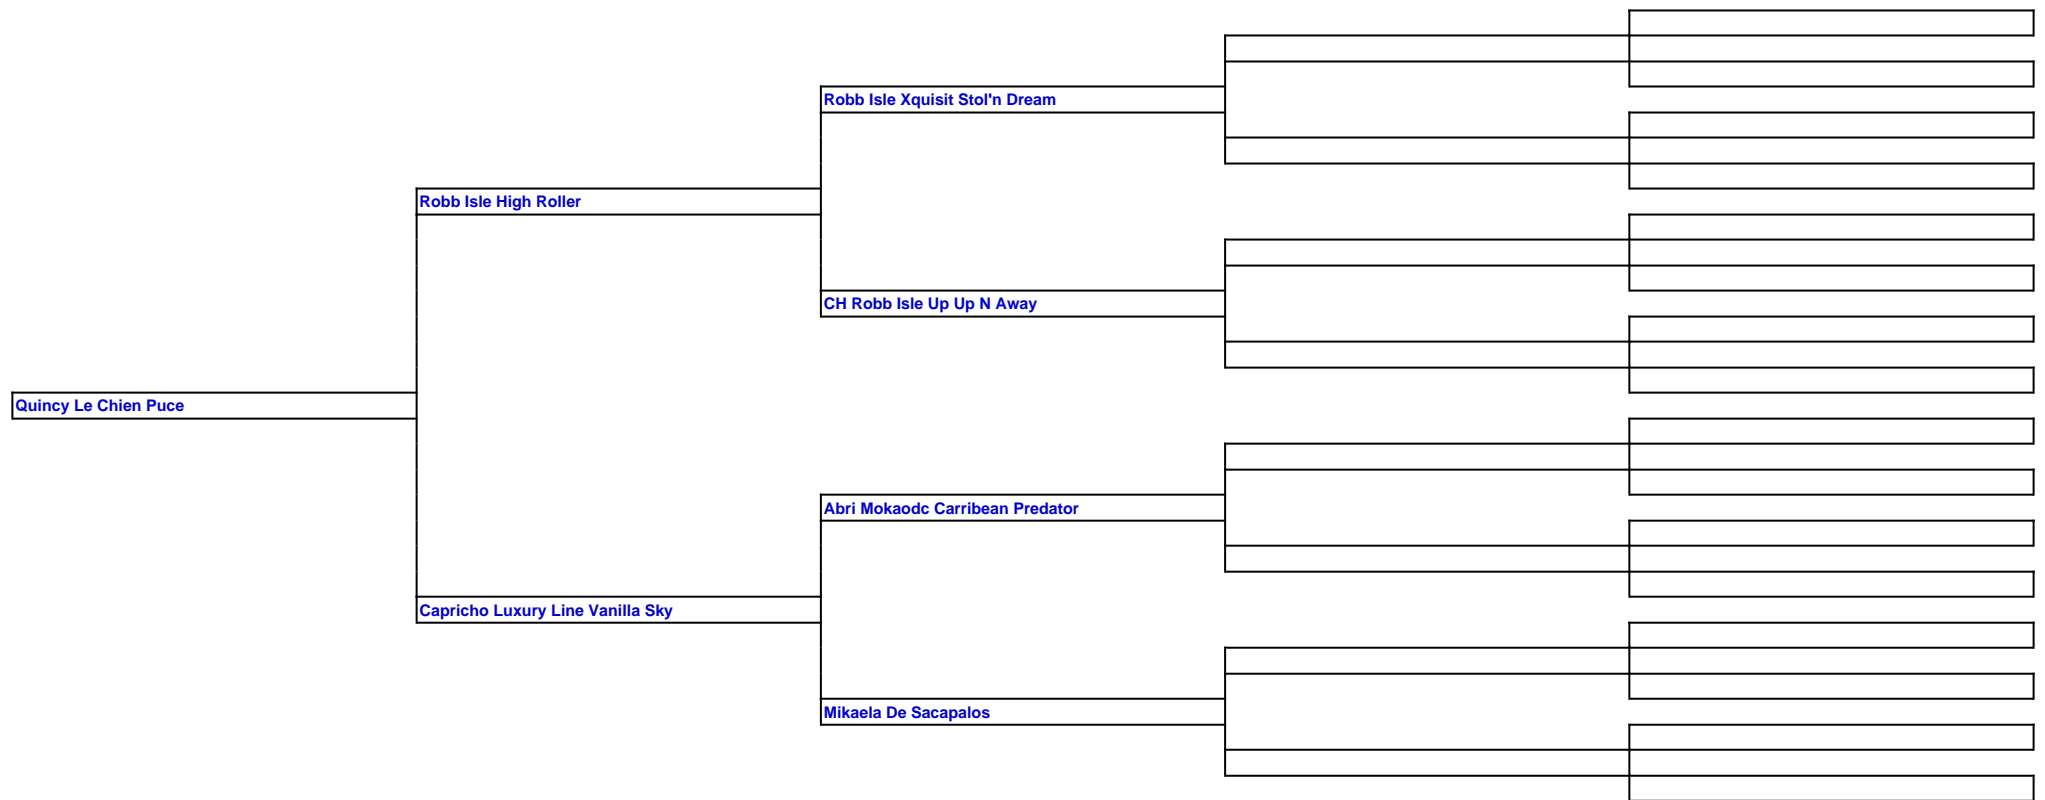 Robb Isle Xquisit Stol'n Dream
Robb Isle High Roller
CH Robb Isle Up Up N Away
Quincy Le Chien Puce
Abri Mokaodc Carribean Predator
Capricho Luxury Line Vanilla Sky
Mikaela De Sacapalos